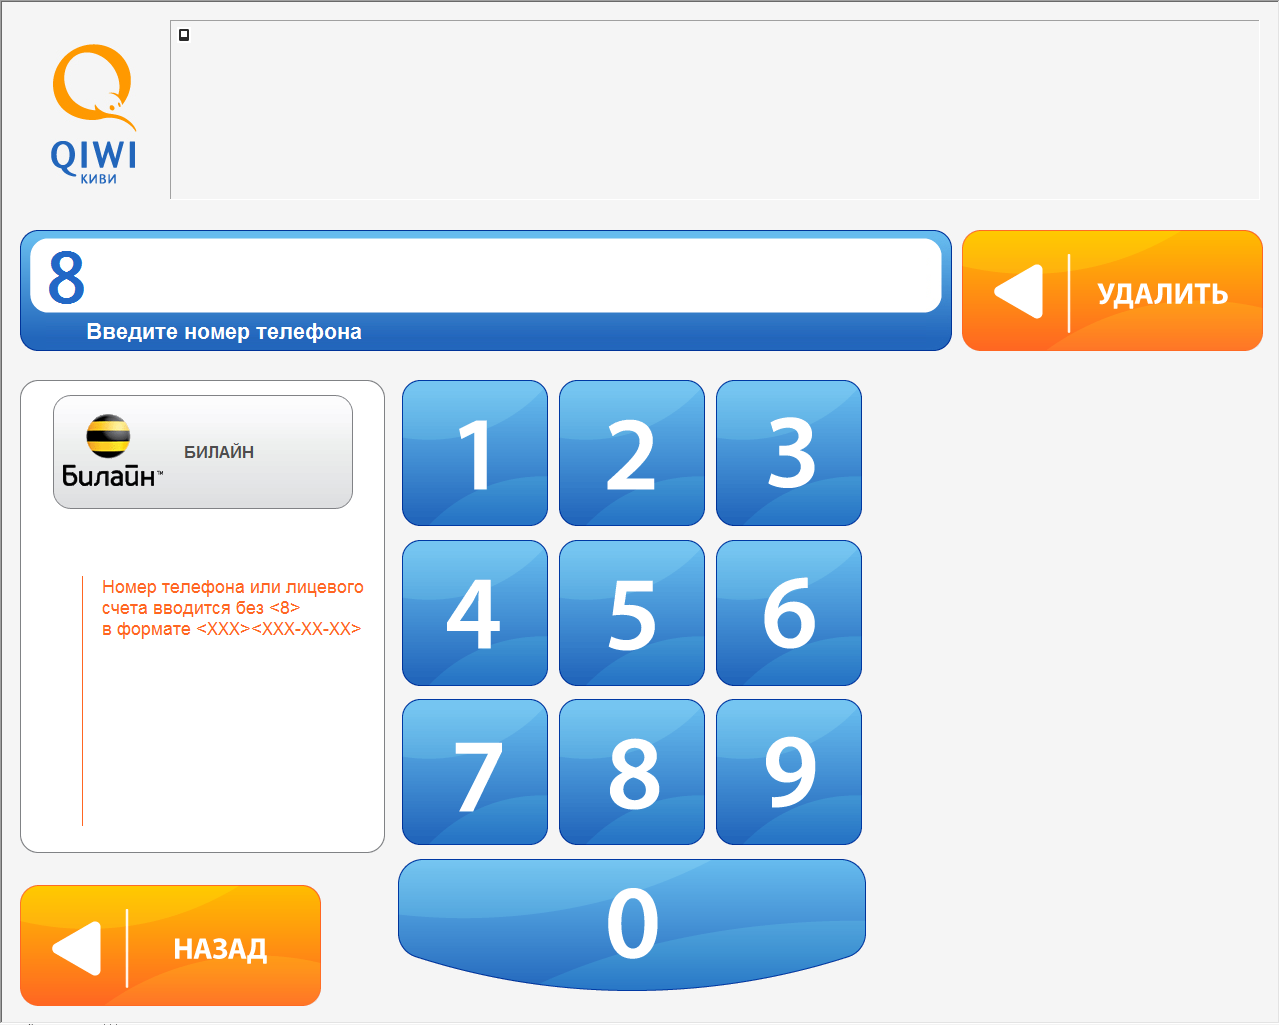 QIWI
КИВИ
8
Введите номер телефона
УДАЛИТЬ
Билайн™
БИЛАЙН
Номер телефона или лицевого
счета вводится без <8>
в формате <XXX><XXX-XX-XX>
1 2 3
4 5 6
7 8 9
0
НАЗАД